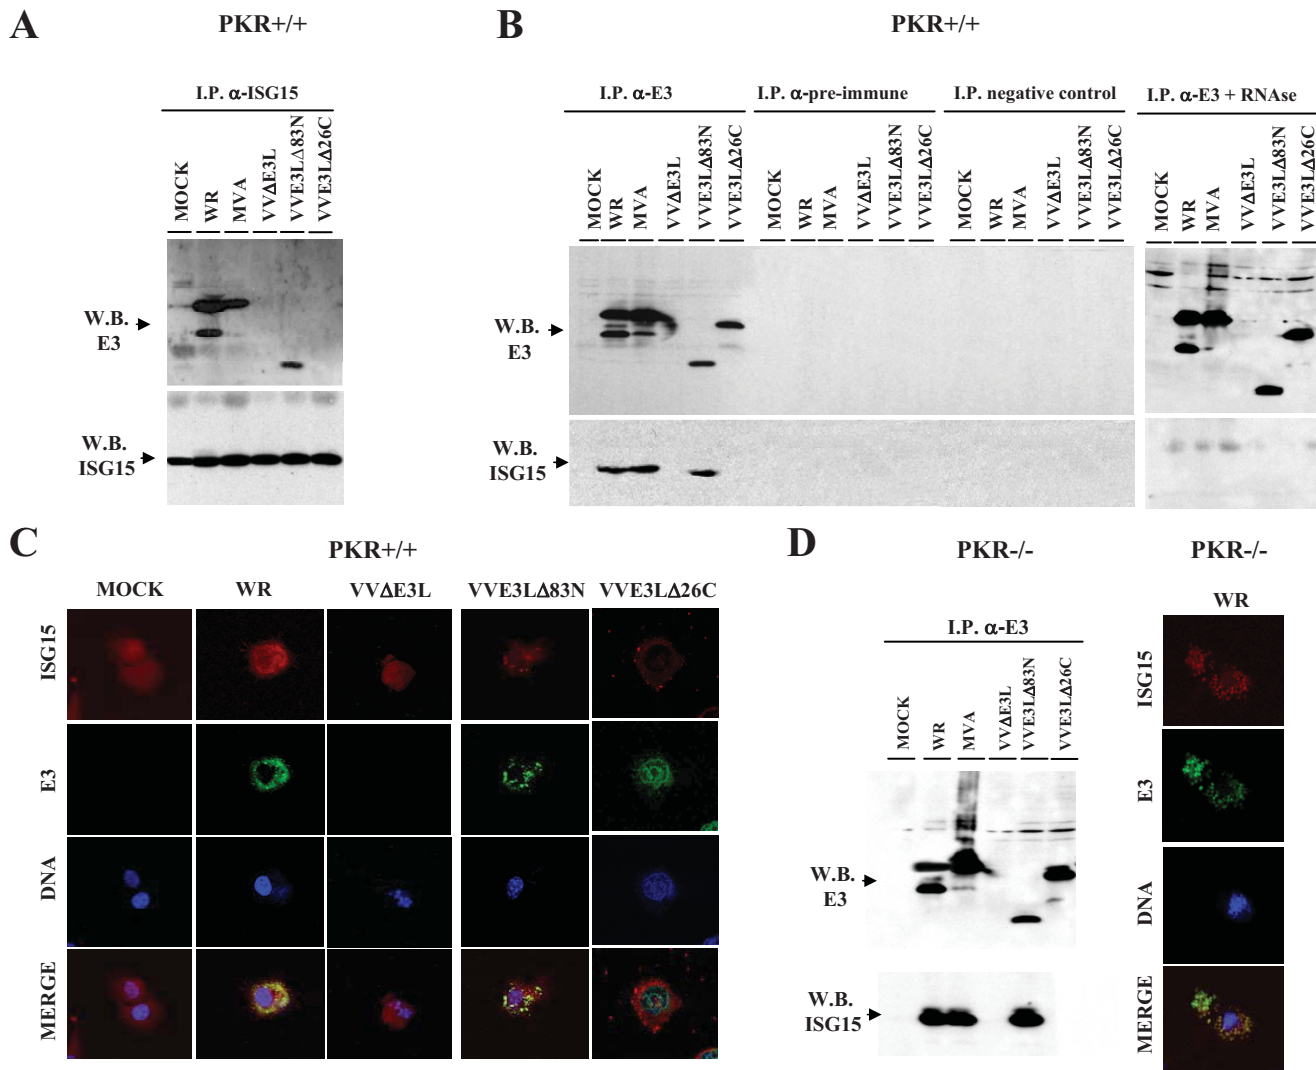 A
PKR+/+
I.P. α-ISG15
MOCK
WR
MVA
VVΔE3L
VVE3LΔ83N
VVE3LΔ26C
W.B.
E3
W.B.
ISG15
B
PKR+/+
I.P. α-E3
I.P. α-pre-immune
I.P. negative control
I.P. α-E3 + RNAse
MOCK
WR
MVA
VVΔE3L
VVE3LΔ83N
VVE3LΔ26C
MOCK
WR
MVA
VVΔE3L
VVE3LΔ83N
VVE3LΔ26C
MOCK
WR
MVA
VVΔE3L
VVE3LΔ83N
VVE3LΔ26C
MOCK
WR
MVA
VVΔE3L
VVE3LΔ83N
VVE3LΔ26C
W.B.
E3
W.B.
ISG15
C
PKR+/+
MOCK
WR
VVΔE3L
VVE3LΔ83N
VVE3LΔ26C
ISG15
E3
DNA
MERGE
D
PKR-/-
I.P. α-E3
MOCK
WR
MVA
VVΔE3L
VVE3LΔ83N
VVE3LΔ26C
W.B.
E3
W.B.
ISG15
PKR-/-
WR
ISG15
E3
DNA
MERGE